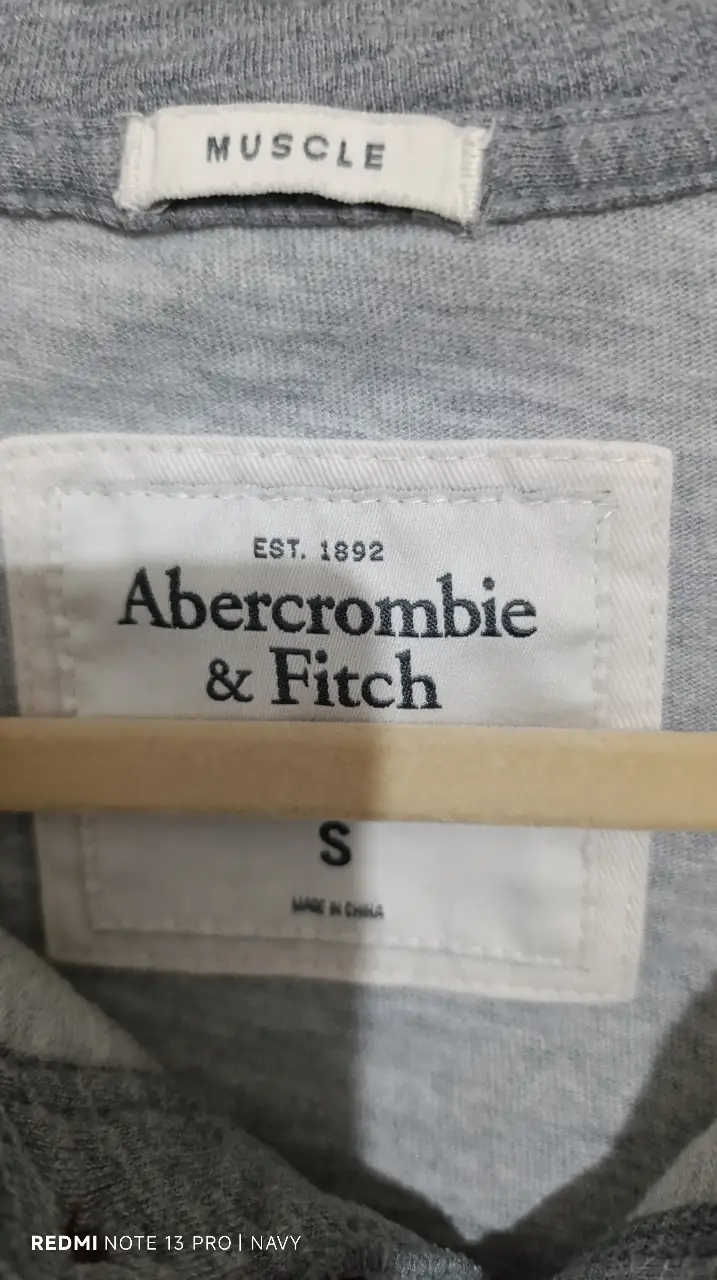 MUSCLE
EST. 1892
Abercrombie
& Fitch
S
MADE IN CHINA
REDMI NOTE 13 PRO | NAVY